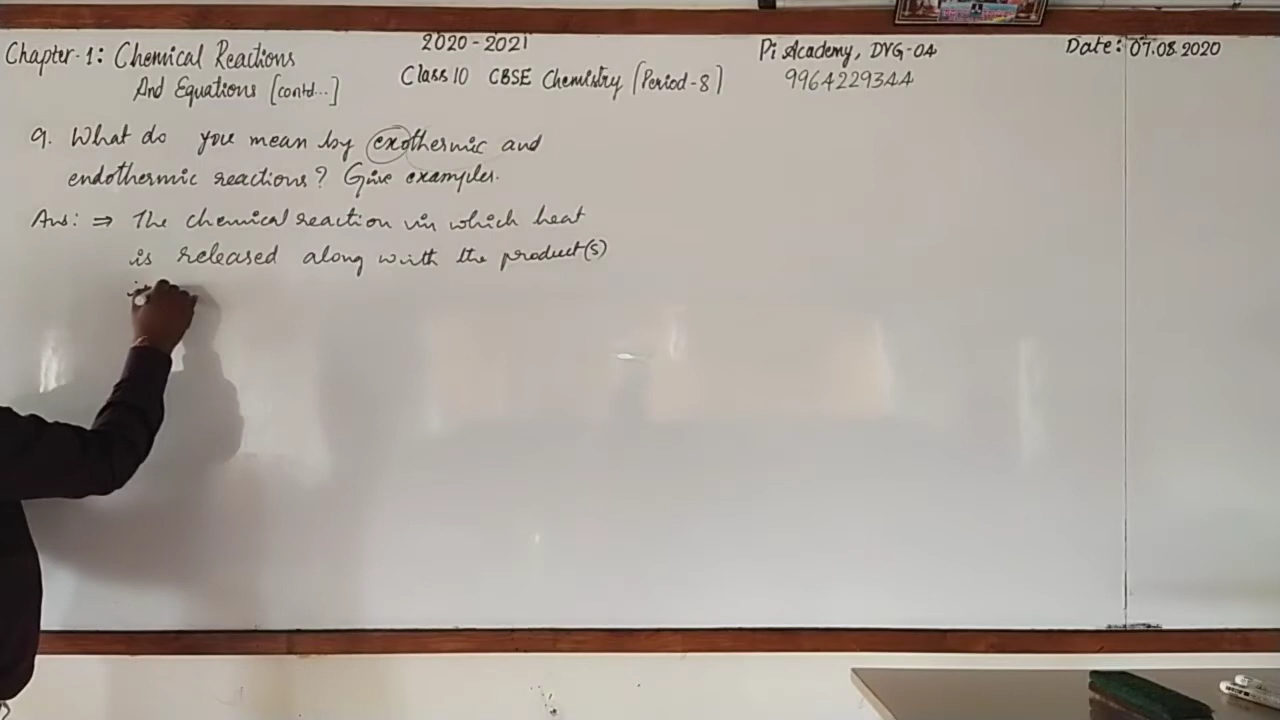 Chapter-1: Chemical Reactions
And Equations [contd...]
2020-2021
Class 10 CBSE Chemistry [Period-8]
Pi Academy, DVG-04
9964229344
Date: 07.08.2020
9. What do you mean by exothermic and
endothermic reactions? Give examples.
Ans: ⇒ The chemical reaction in which heat
is released along with the product(s)